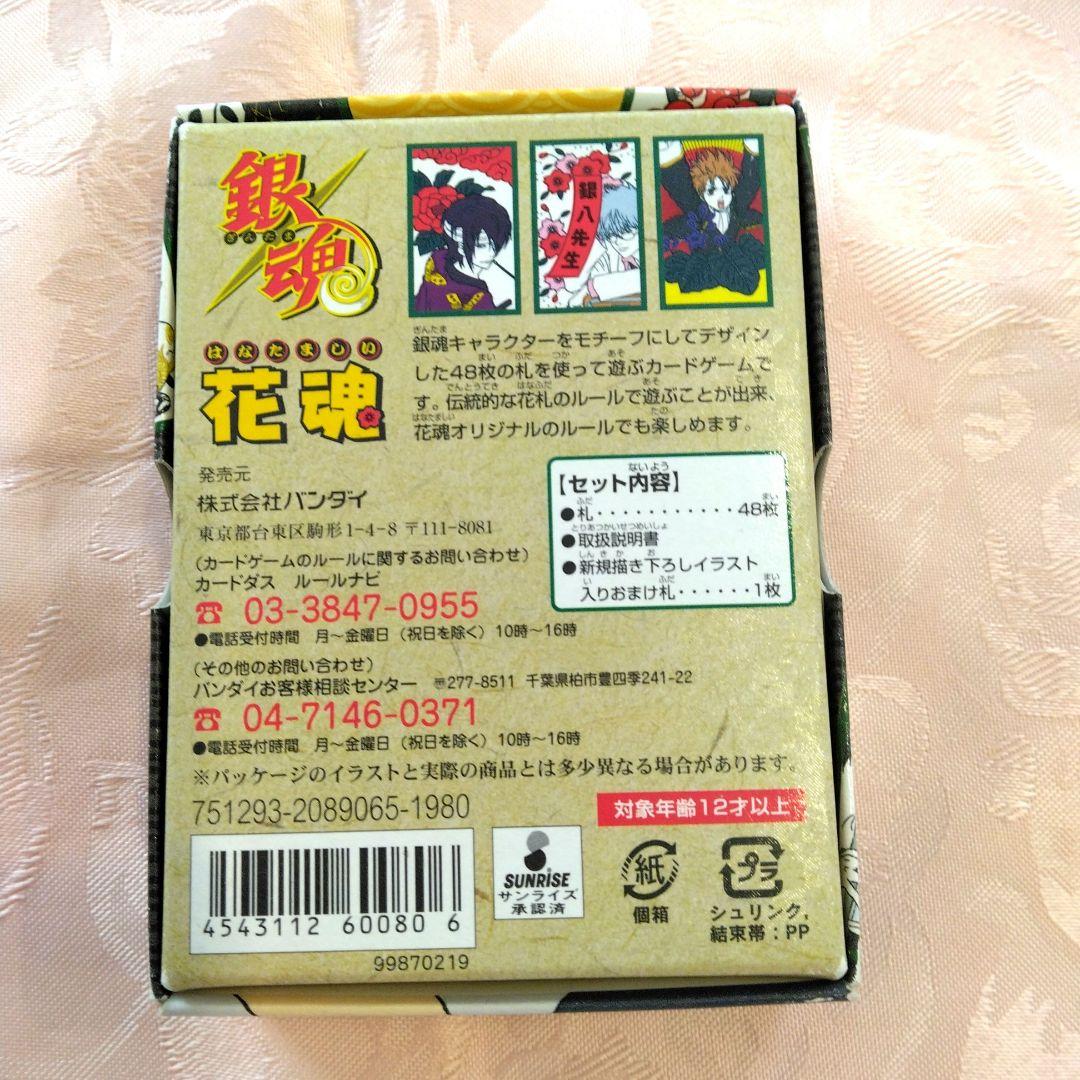 銀魂
ぎんたま
はなたましい
花魂
銀八先生
銀魂キャラクターをモチーフにしてデザイン
した48枚の札を使って遊ぶカードゲームで
す。伝統的な花札のルールで遊ぶことが出来、
花魂オリジナルのルールでも楽しめます。
【セット内容】
●札・・・・・・・・・・・48枚
●取扱説明書
●新規描き下ろしイラスト
入りおまけ札・・・・・・1枚
発売元
株式会社バンダイ
東京都台東区駒形1-4-8 〒111-8081
(カードゲームのルールに関するお問い合わせ)
カードダス ルールナビ
☎ 03-3847-0955
●電話受付時間 月〜金曜日(祝日を除く)10時〜16時
(その他のお問い合わせ)
バンダイお客様相談センター 〒277-8511 千葉県柏市豊四季241-22
☎ 04-7146-0371
●電話受付時間 月〜金曜日(祝日を除く)10時〜16時
※パッケージのイラストと実際の商品とは多少異なる場合があります。
751293-2089065-1980
対象年齢12才以上
4543112 60080 6
99870219
SUNRISE
サンライズ
承認済
紙
個箱
プラ
シュリンク,
結束帯:PP